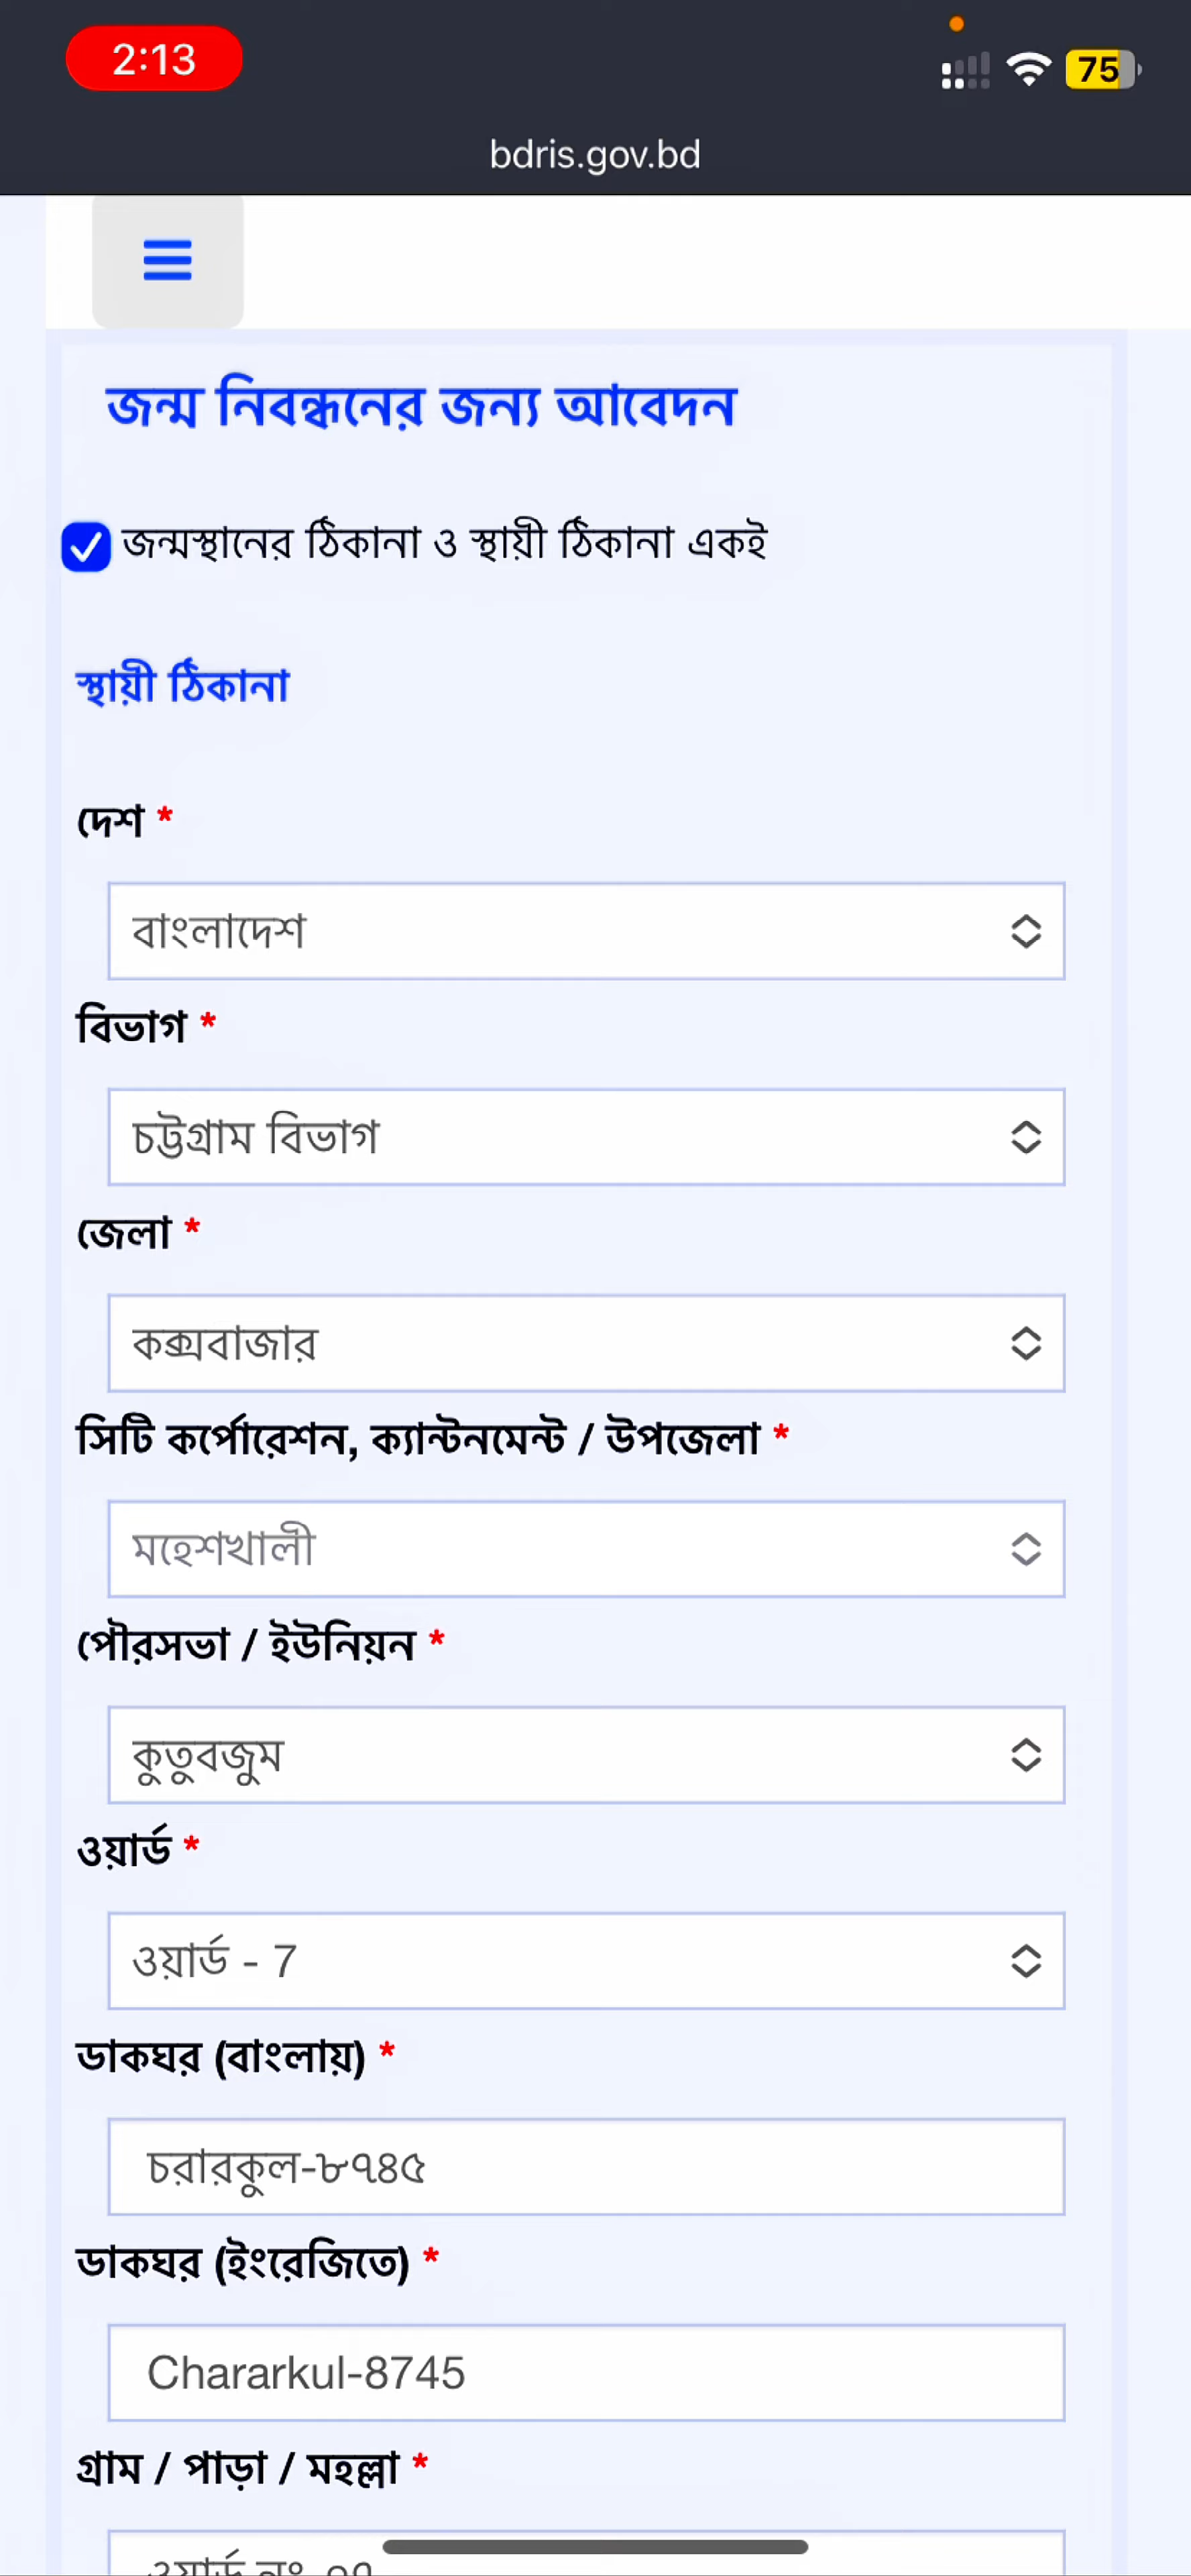 2:13
75
bdris.gov.bd
জন্ম নিবন্ধনের জন্য আবেদন
জন্মস্থানের ঠিকানা ও স্থায়ী ঠিকানা একই
স্থায়ী ঠিকানা
দেশ *
বাংলাদেশ
বিভাগ *
চট্টগ্রাম বিভাগ
জেলা *
কক্সবাজার
সিটি কর্পোরেশন, ক্যান্টনমেন্ট / উপজেলা *
মহেশখালী
পৌরসভা / ইউনিয়ন *
কুতুবজুম
ওয়ার্ড *
ওয়ার্ড - 7
ডাকঘর (বাংলায়) *
চরারকুল-৮৭৪৫
ডাকঘর (ইংরেজিতে) *
Chararkul-8745
গ্রাম / পাড়া / মহল্লা *
ওয়ার্ড নং